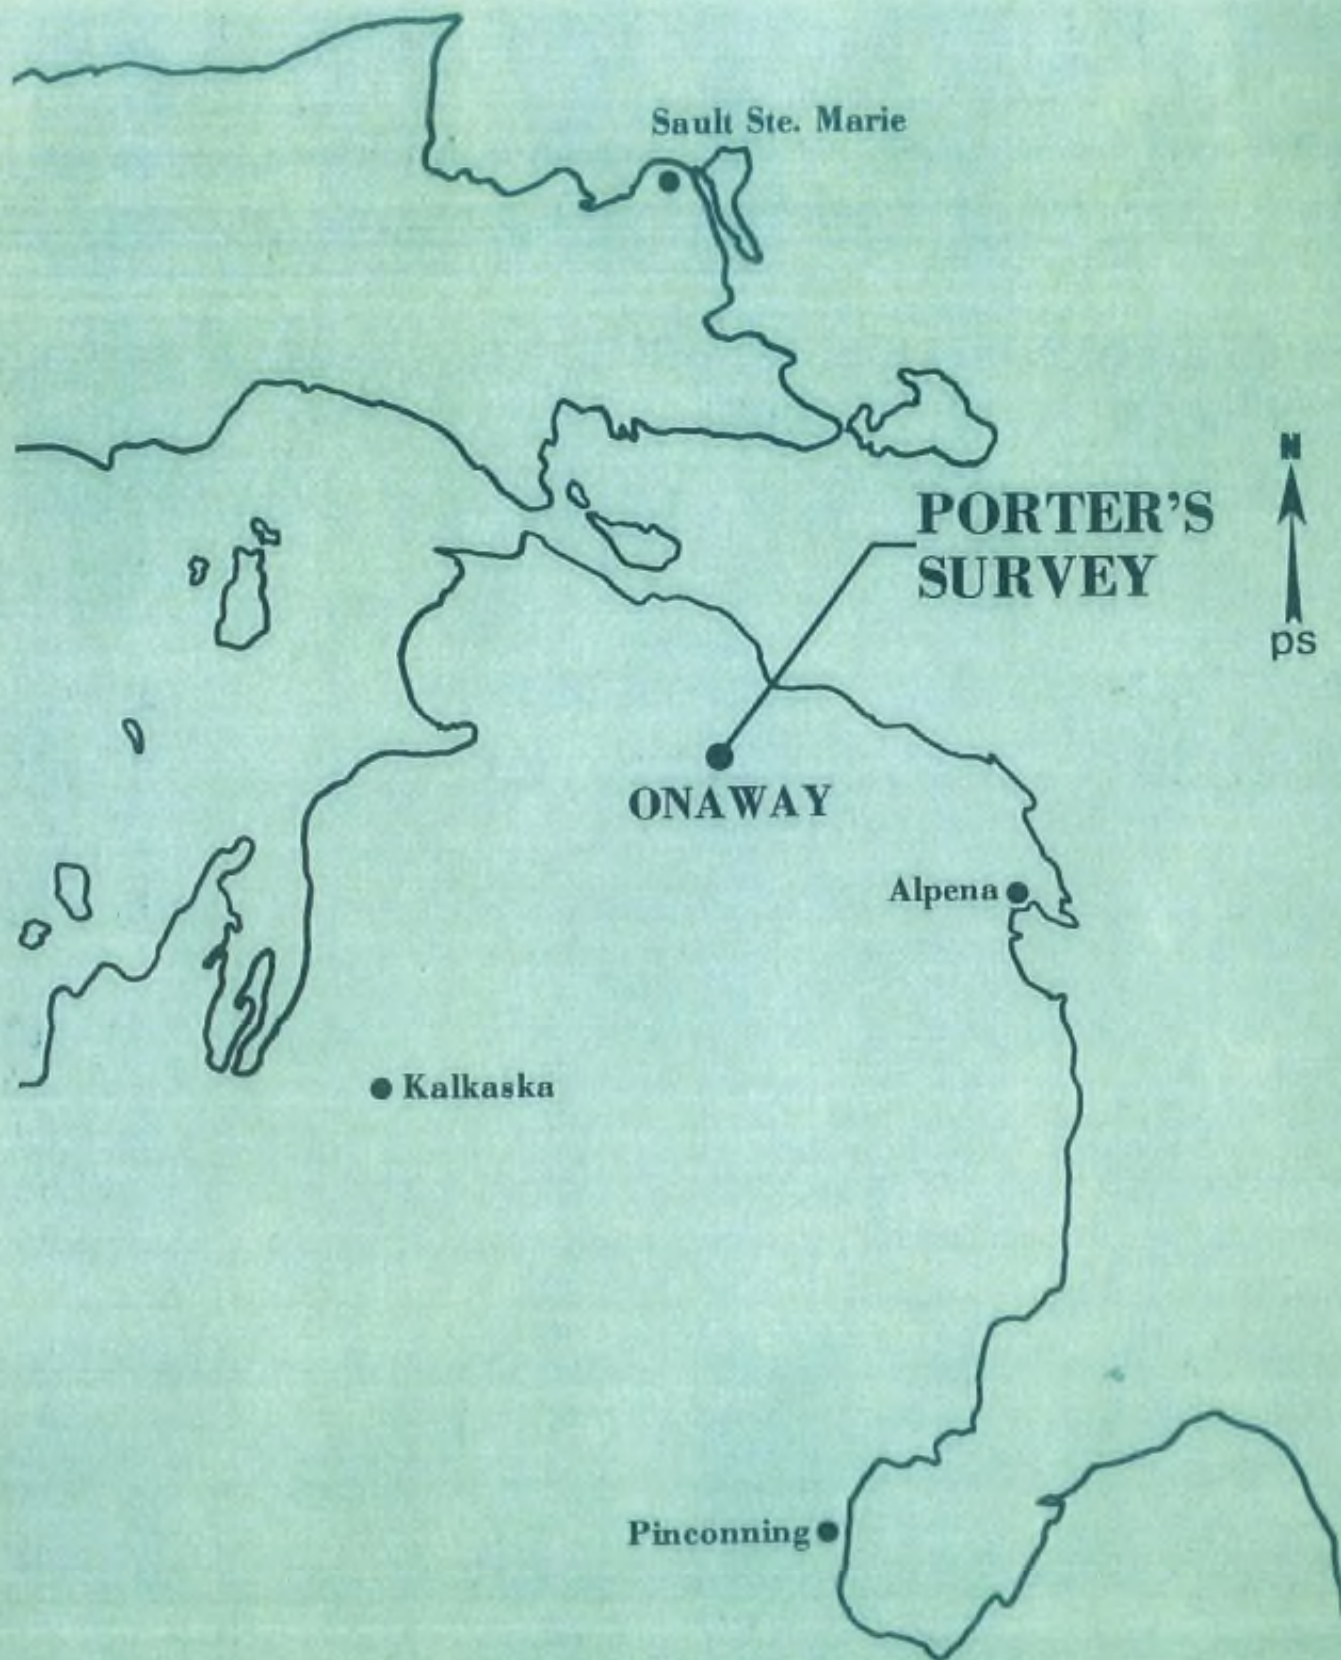 Sault Ste. Marie
N
PORTER'S
SURVEY
ps
ONAWAY
Alpena
Kalkaska
Pinconning